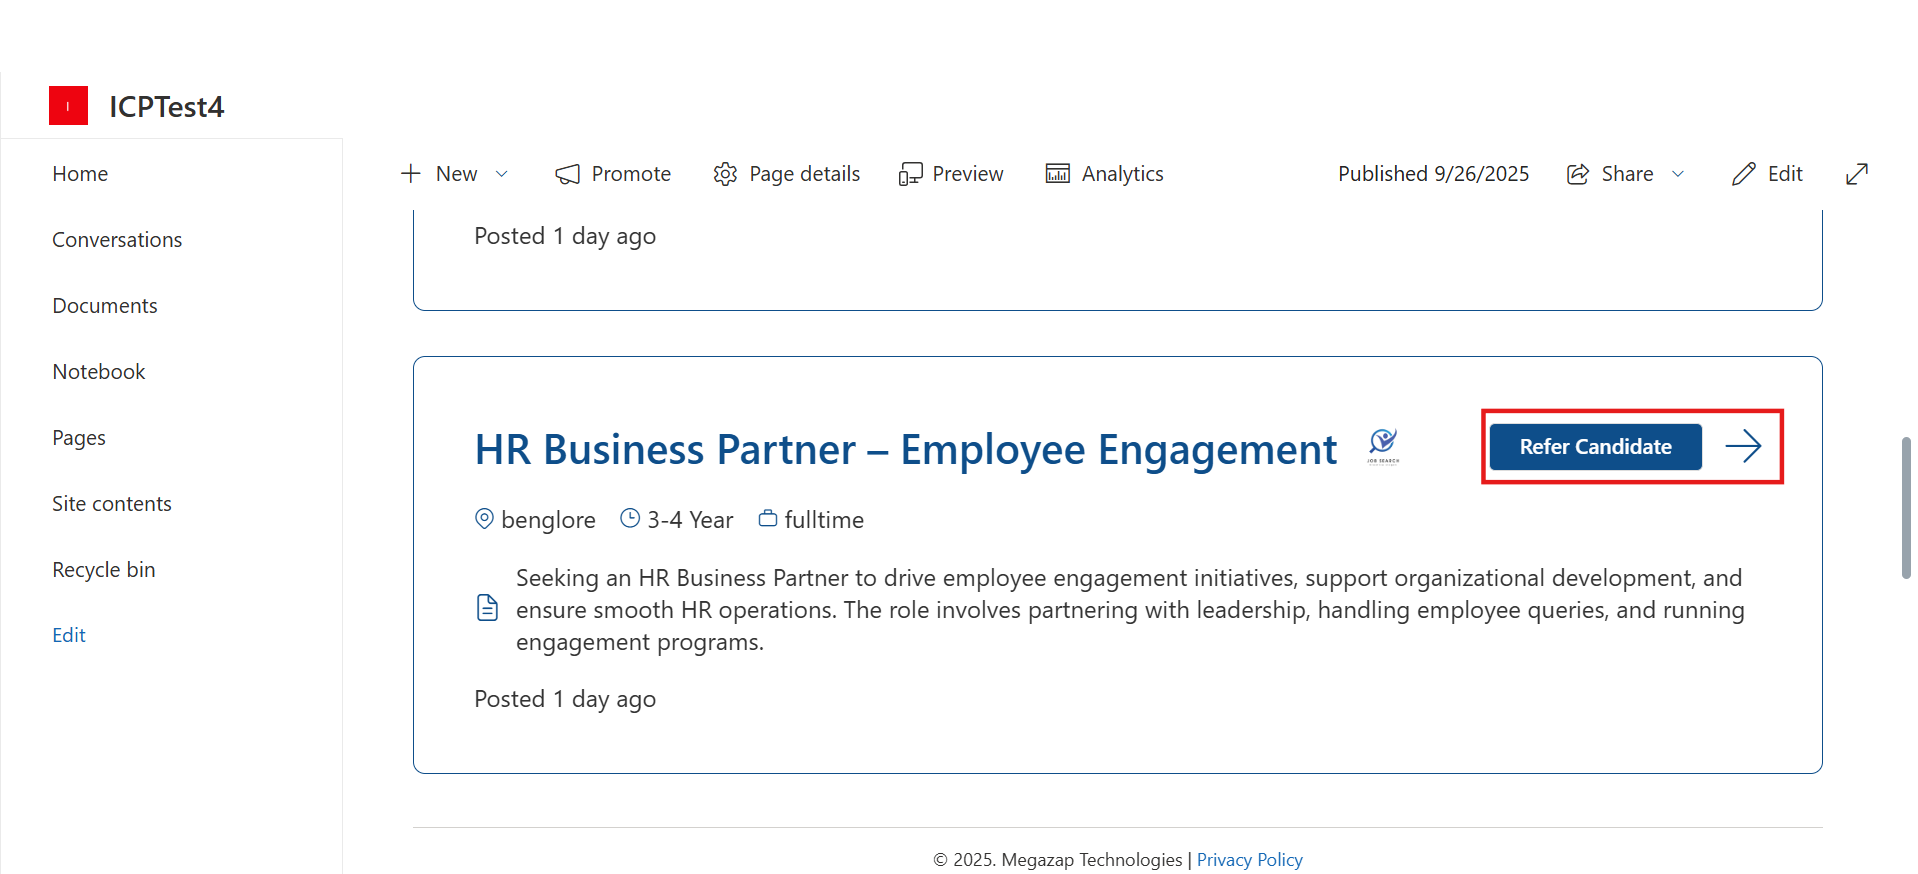 ICPTest4
Home
Conversations
Documents
Notebook
Pages
Site contents
Recycle bin
Edit
New
Promote
Page details
Preview
Analytics
Published 9/26/2025
Share
Edit
Posted 1 day ago
HR Business Partner – Employee Engagement
JOB SEARCH
Refer Candidate
benglore
3-4 Year
fulltime
Seeking an HR Business Partner to drive employee engagement initiatives, support organizational development, and
ensure smooth HR operations. The role involves partnering with leadership, handling employee queries, and running
engagement programs.
Posted 1 day ago
© 2025. Megazap Technologies | Privacy Policy